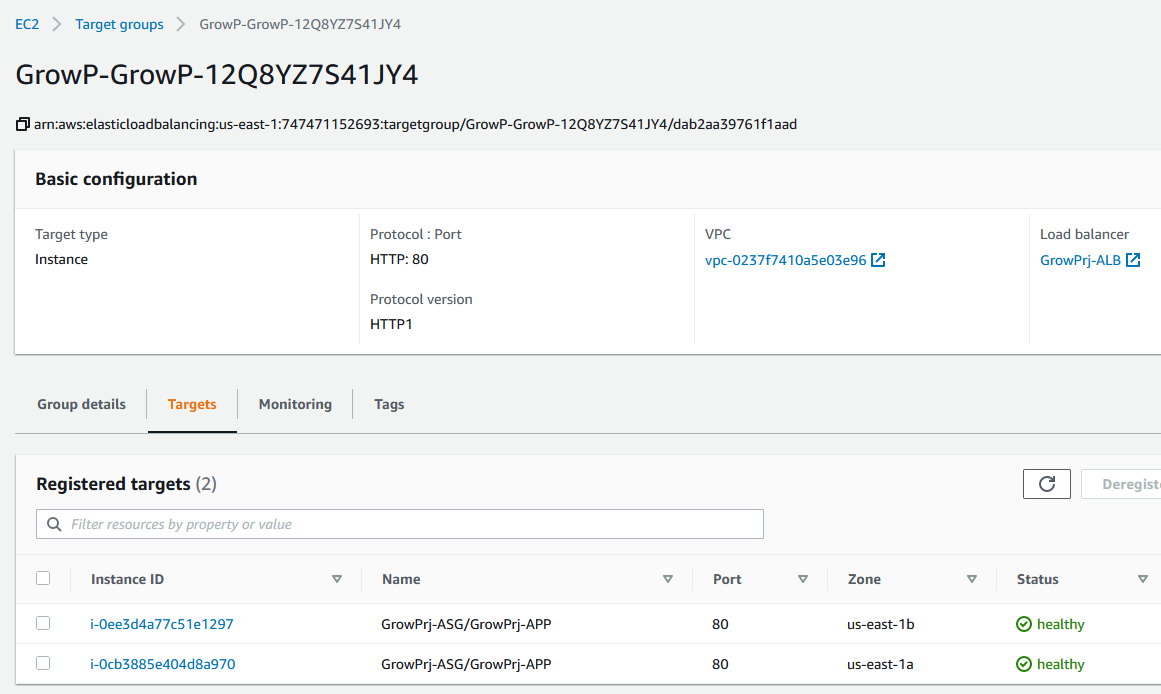 EC2 Target groups GrowP-GrowP-12Q8YZ7S41JY4
GrowP-GrowP-12Q8YZ7S41JY4
arn:aws:elasticloadbalancing:us-east-1:747471152693:targetgroup/GrowP-GrowP-12Q8YZ7S41JY4/dab2aa39761f1aad
Basic configuration
Target type
Instance
Protocol : Port
HTTP: 80
Protocol version
HTTP1
VPC
vpc-0237f7410a5e03e96
Load balancer
GrowPrj-ALB
Group details Targets Monitoring Tags
Registered targets (2)
Deregist
Filter resources by property or value
Instance ID Name Port Zone Status
i-0ee3d4a77c51e1297 GrowPrj-ASG/GrowPrj-APP 80 us-east-1b healthy
i-0cb3885e404d8a970 GrowPrj-ASG/GrowPrj-APP 80 us-east-1a healthy